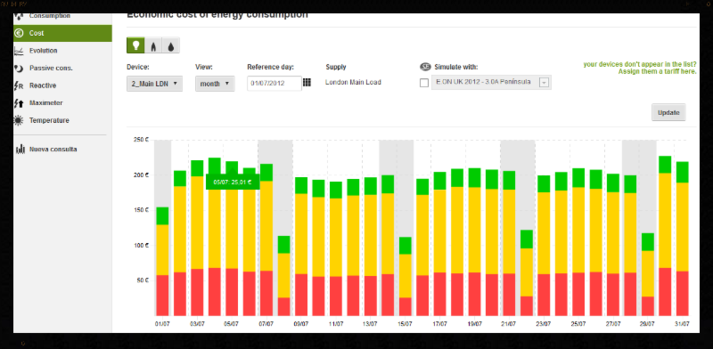 Economic cost of energy consumption
Consumption
Cost
Evolution
Passive cons.
Reactive
Maximeter
Temperature
Nueva consulta
Device:
View:
Reference day:
Supply
Simulate with:
your devices don't appear in the list?
Assign them a tariff here.
2_Main LDN
month
01/07/2012
London Main Load
E.ON UK 2012 - 3.0A Peninsula
Update
250 €
200 €
150 €
100 €
50 €
05/07: 25,01 €
01/07
03/07
05/07
07/07
09/07
11/07
13/07
15/07
17/07
19/07
21/07
23/07
25/07
27/07
29/07
31/07